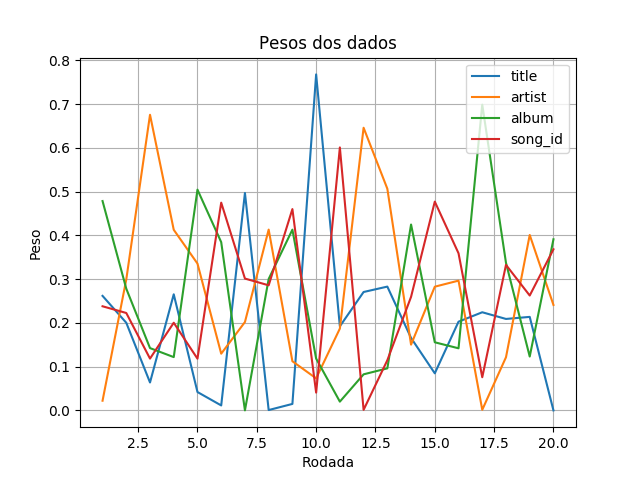 Pesos dos dados
0.8
0.7
0.6
0.5
0.4
0.3
0.2
0.1
0.0
Peso
title
artist
album
song_id
2.5 5.0 7.5 10.0 12.5 15.0 17.5 20.0
Rodada